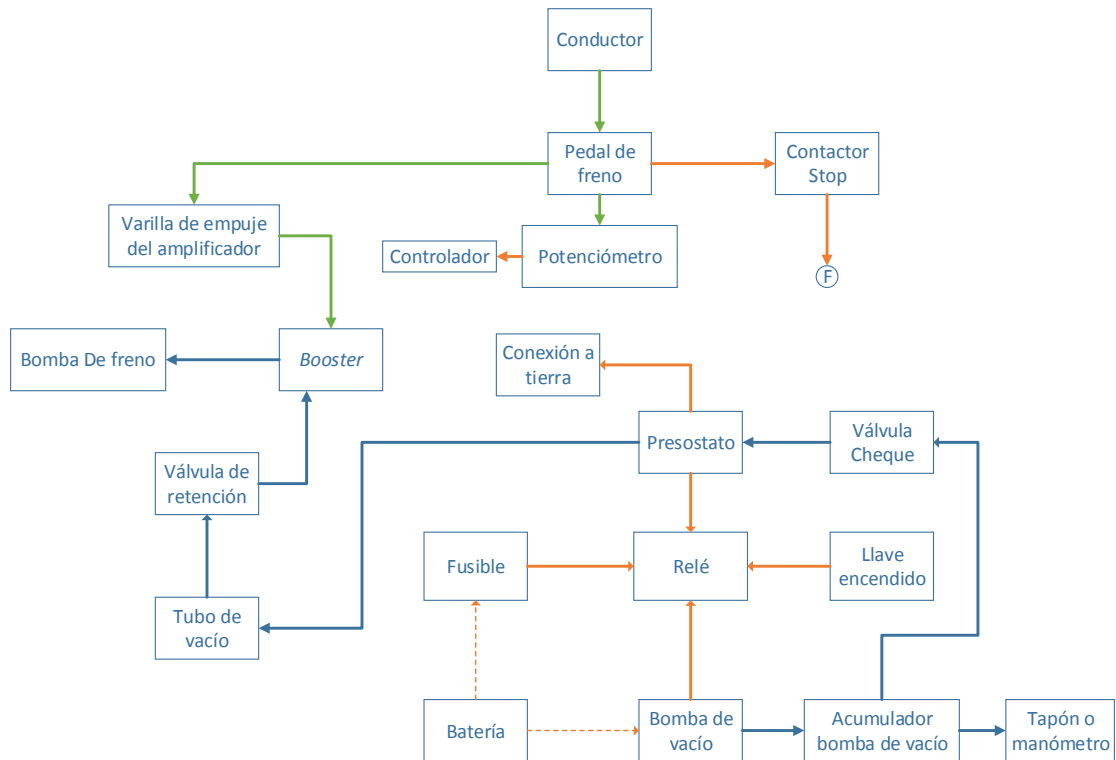 Conductor
Pedal de
freno
Contactor
Stop
Varilla de empuje
del amplificador
Controlador
Potenciómetro
F
Bomba De freno
Booster
Conexión a
tierra
Presostato
Válvula
Cheque
Válvula de
retención
Fusible
Relé
Llave
encendido
Tubo de
vacío
Batería
Bomba de
vacío
Acumulador
bomba de vacío
Tapón o
manómetro